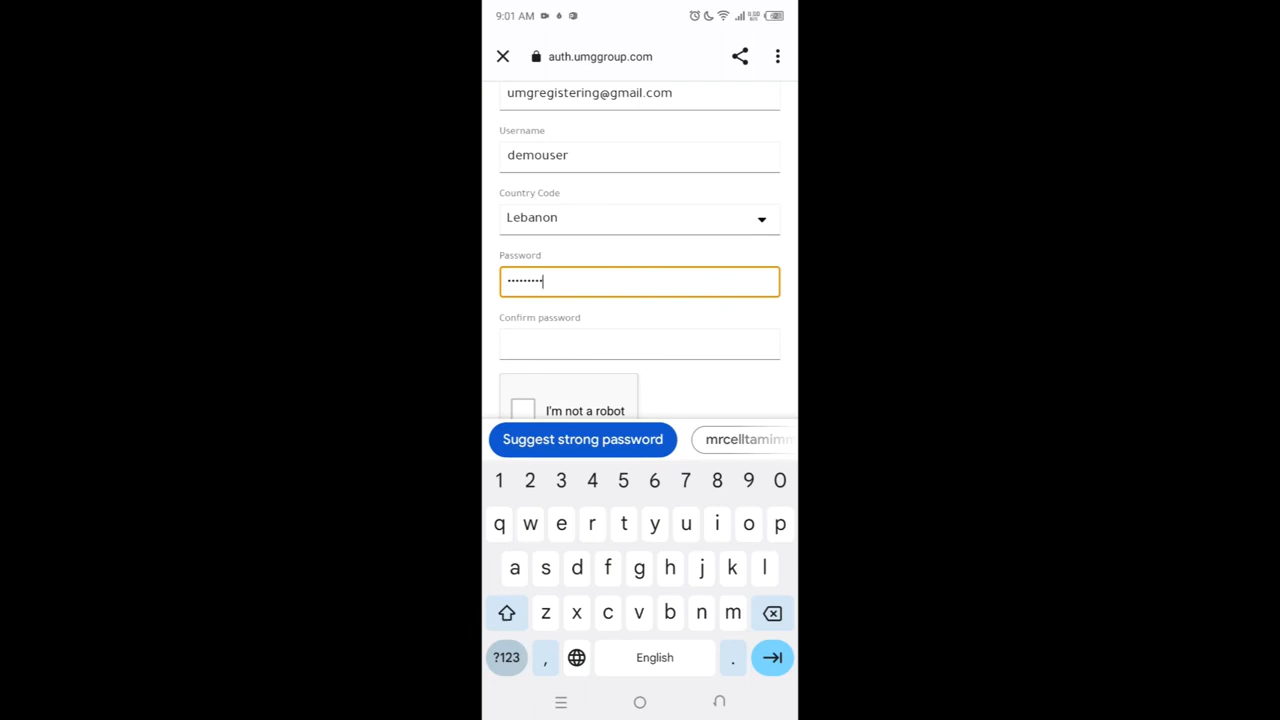 9:01 AM
auth.umggroup.com
umgregistering@gmail.com
Username
demouser
Country Code
Lebanon
Password
•••••••••
Confirm password
I'm not a robot
Suggest strong password
1 2 3 4 5 6 7 8 9 0
q w e r t y u i o p
a s d f g h j k l
z x c v b n m
?123 , English .